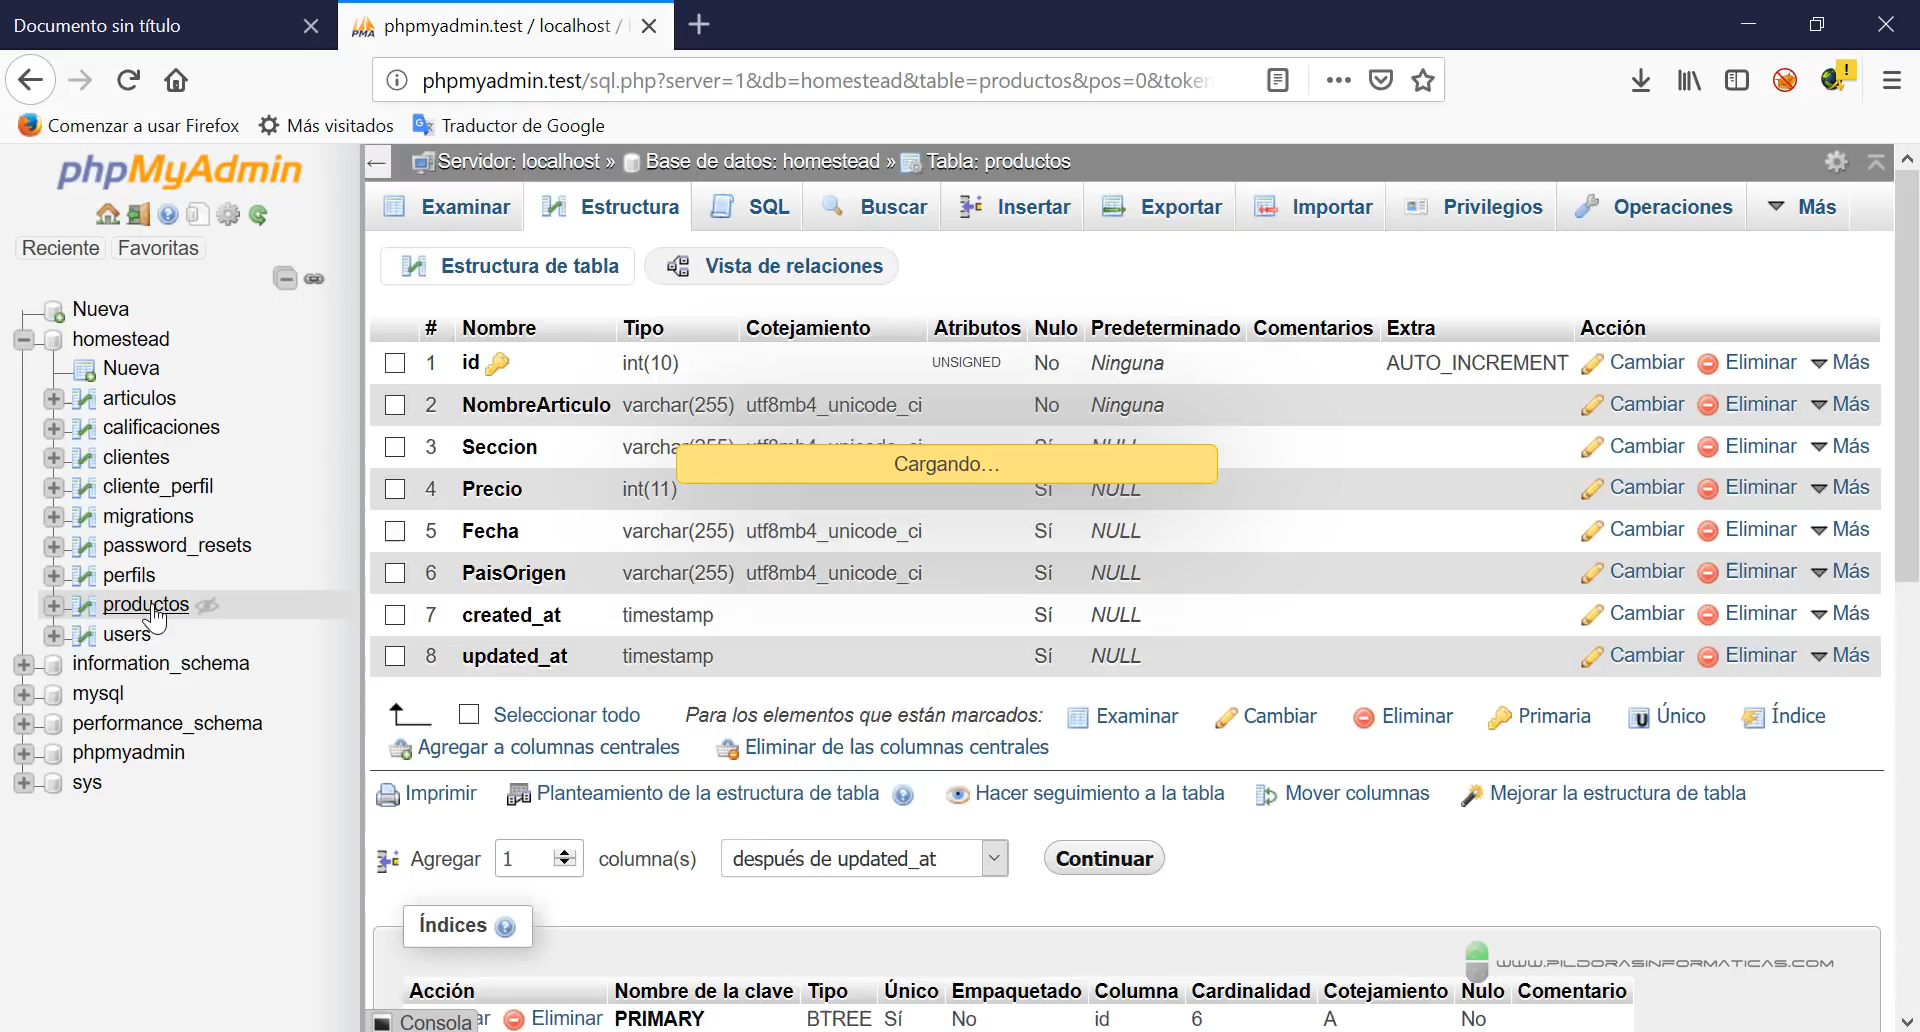 Documento sin título
phpmyadmin.test / localhost /
phpmyadmin.test/sql.php?server=1&db=homestead&table=productos&pos=0&token
Comenzar a usar Firefox Más visitados Traductor de Google
phpMyAdmin
Reciente Favoritas
Nueva
homestead
Nueva
articulos
calificaciones
clientes
cliente_perfil
migrations
password_resets
perfils
productos
users
information_schema
mysql
performance_schema
phpmyadmin
sys
Servidor: localhost » Base de datos: homestead » Tabla: productos
Examinar Estructura SQL Buscar Insertar Exportar Importar Privilegios Operaciones Más
Estructura de tabla Vista de relaciones
# Nombre Tipo Cotejamiento Atributos Nulo Predeterminado Comentarios Extra Acción
1 id int(10) UNSIGNED No Ninguna AUTO_INCREMENT Cambiar Eliminar Más
2 NombreArticulo varchar(255) utf8mb4_unicode_ci No Ninguna Cambiar Eliminar Más
3 Seccion varchar(255) utf8mb4_unicode_ci Sí NULL Cambiar Eliminar Más
Cargando...
4 Precio int(11) Sí NULL Cambiar Eliminar Más
5 Fecha varchar(255) utf8mb4_unicode_ci Sí NULL Cambiar Eliminar Más
6 PaisOrigen varchar(255) utf8mb4_unicode_ci Sí NULL Cambiar Eliminar Más
7 created_at timestamp Sí NULL Cambiar Eliminar Más
8 updated_at timestamp Sí NULL Cambiar Eliminar Más
Seleccionar todo Para los elementos que están marcados: Examinar Cambiar Eliminar Primaria Único Índice
Agregar a columnas centrales Eliminar de las columnas centrales
Imprimir Planteamiento de la estructura de tabla Hacer seguimiento a la tabla Mover columnas Mejorar la estructura de tabla
Agregar 1 columna(s) después de updated_at Continuar
Índices
WWW.PILDORASINFORMATICAS.COM
Acción Nombre de la clave Tipo Único Empaquetado Columna Cardinalidad Cotejamiento Nulo Comentario
Eliminar PRIMARY BTREE Sí No id 6 A No
Consola